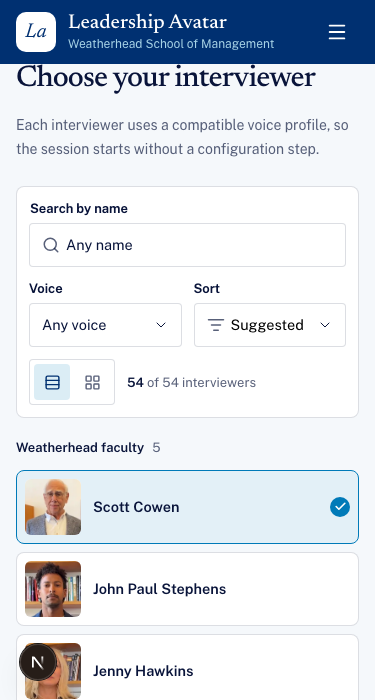 La
Leadership Avatar
Weatherhead School of Management
Choose your interviewer
Each interviewer uses a compatible voice profile, so
the session starts without a configuration step.
Search by name
Any name
Voice
Sort
Any voice
Suggested
54 of 54 interviewers
Weatherhead faculty 5
Scott Cowen
John Paul Stephens
Jenny Hawkins
N